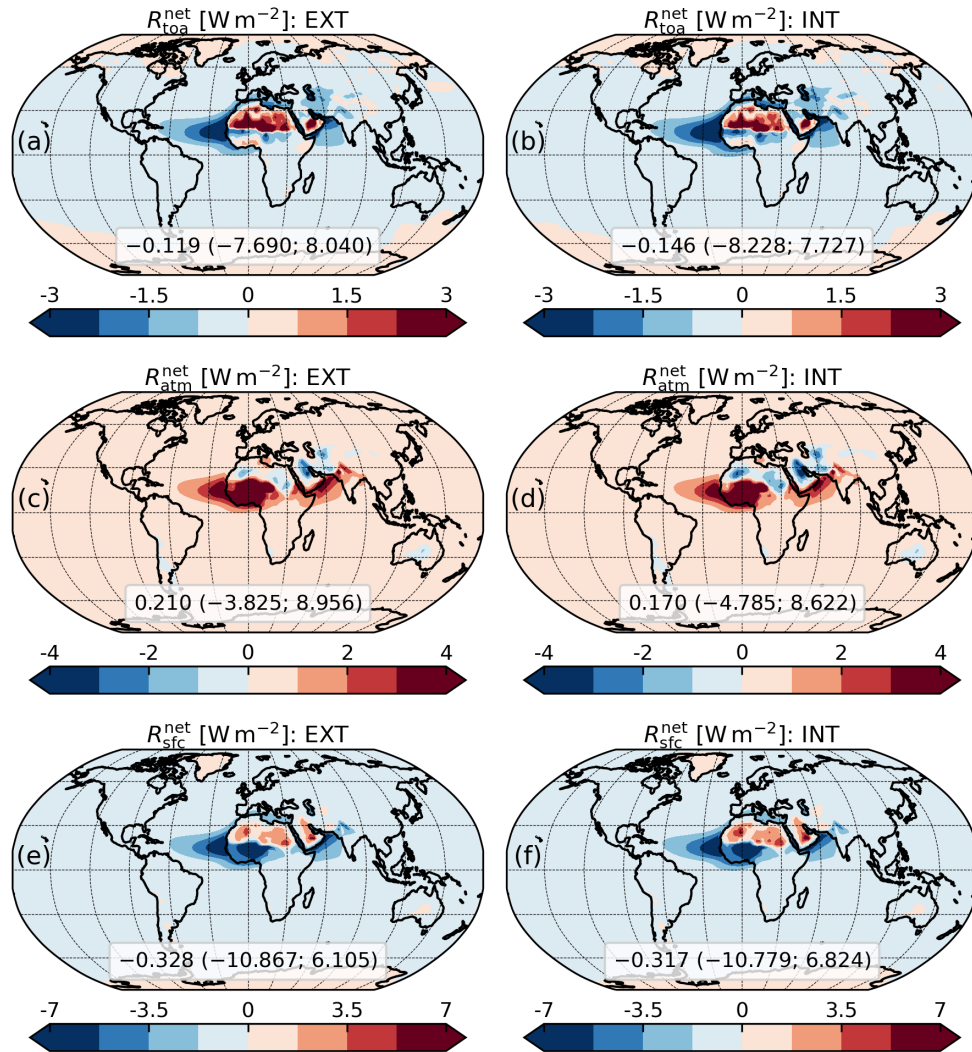 R_toa^net [W m⁻²]: EXT
R_toa^net [W m⁻²]: INT
(a)
(b)
−0.119 (−7.690; 8.040)
−0.146 (−8.228; 7.727)
-3 -1.5 0 1.5 3
-3 -1.5 0 1.5 3
R_atm^net [W m⁻²]: EXT
R_atm^net [W m⁻²]: INT
(c)
(d)
0.210 (−3.825; 8.956)
0.170 (−4.785; 8.622)
-4 -2 0 2 4
-4 -2 0 2 4
R_sfc^net [W m⁻²]: EXT
R_sfc^net [W m⁻²]: INT
(e)
(f)
−0.328 (−10.867; 6.105)
−0.317 (−10.779; 6.824)
-7 -3.5 0 3.5 7
-7 -3.5 0 3.5 7